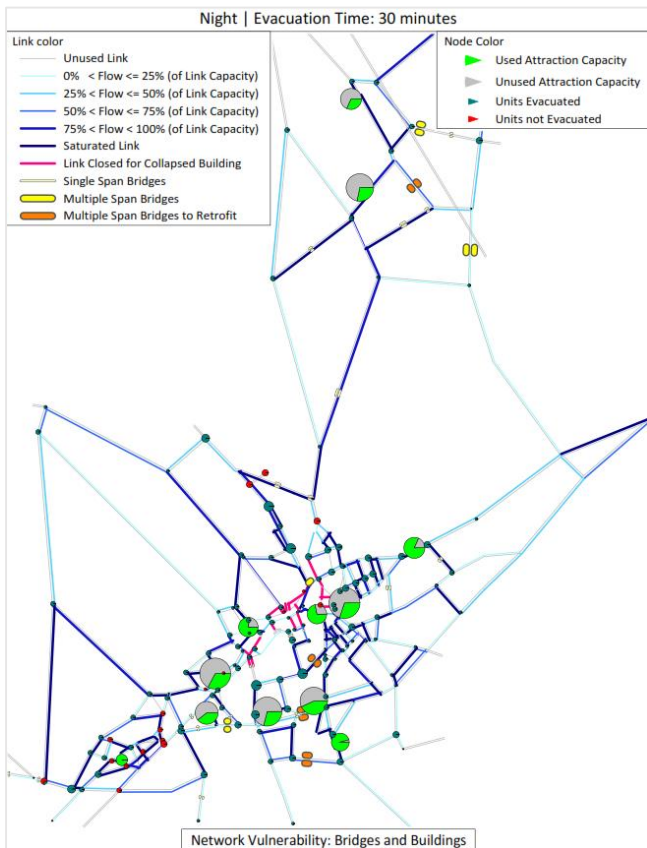 Night | Evacuation Time: 30 minutes
Link color
Unused Link
0% < Flow <= 25% (of Link Capacity)
25% < Flow <= 50% (of Link Capacity)
50% < Flow <= 75% (of Link Capacity)
75% < Flow < 100% (of Link Capacity)
Saturated Link
Link Closed for Collapsed Building
Single Span Bridges
Multiple Span Bridges
Multiple Span Bridges to Retrofit
Node Color
Used Attraction Capacity
Unused Attraction Capacity
Units Evacuated
Units not Evacuated
Network Vulnerability: Bridges and Buildings